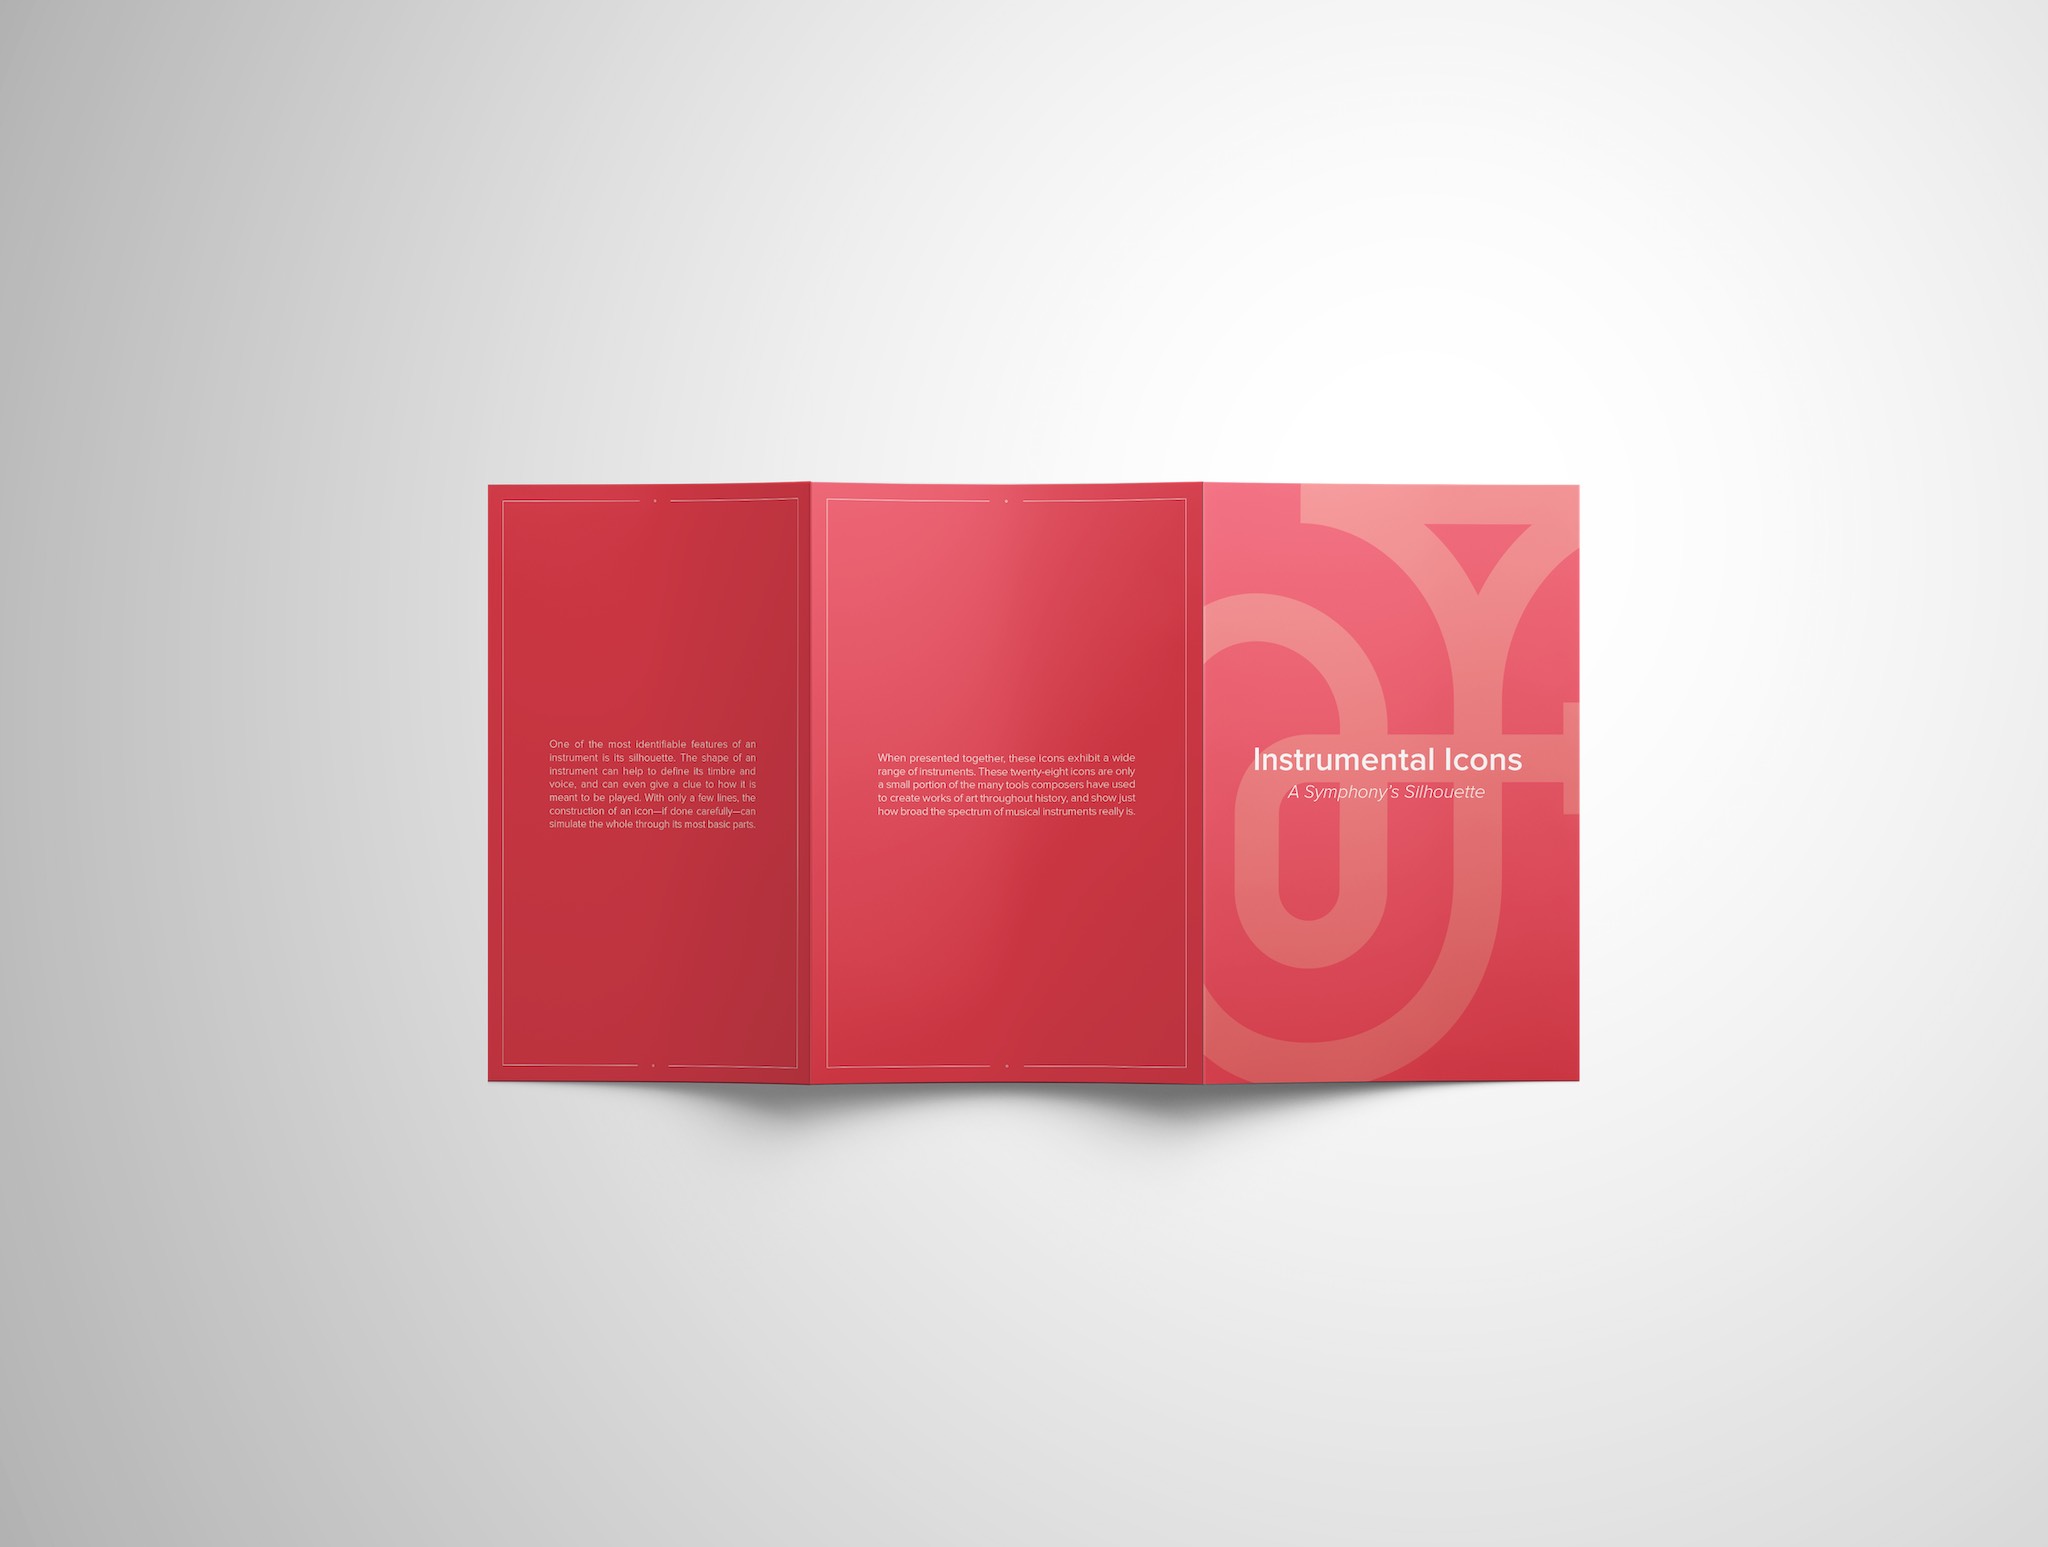 One of the most identifiable features of an
instrument is its silhouette. The shape of an
instrument can help to define its timbre and
voice, and can even give a clue to how it is
meant to be played. With only a few lines, the
construction of an icon—if done carefully—can
simulate the whole through its most basic parts.
When presented together, these icons exhibit a wide
range of instruments. These twenty-eight icons are only
a small portion of the many tools composers have used
to create works of art throughout history, and show just
how broad the spectrum of musical instruments really is.
Instrumental Icons
A Symphony’s Silhouette